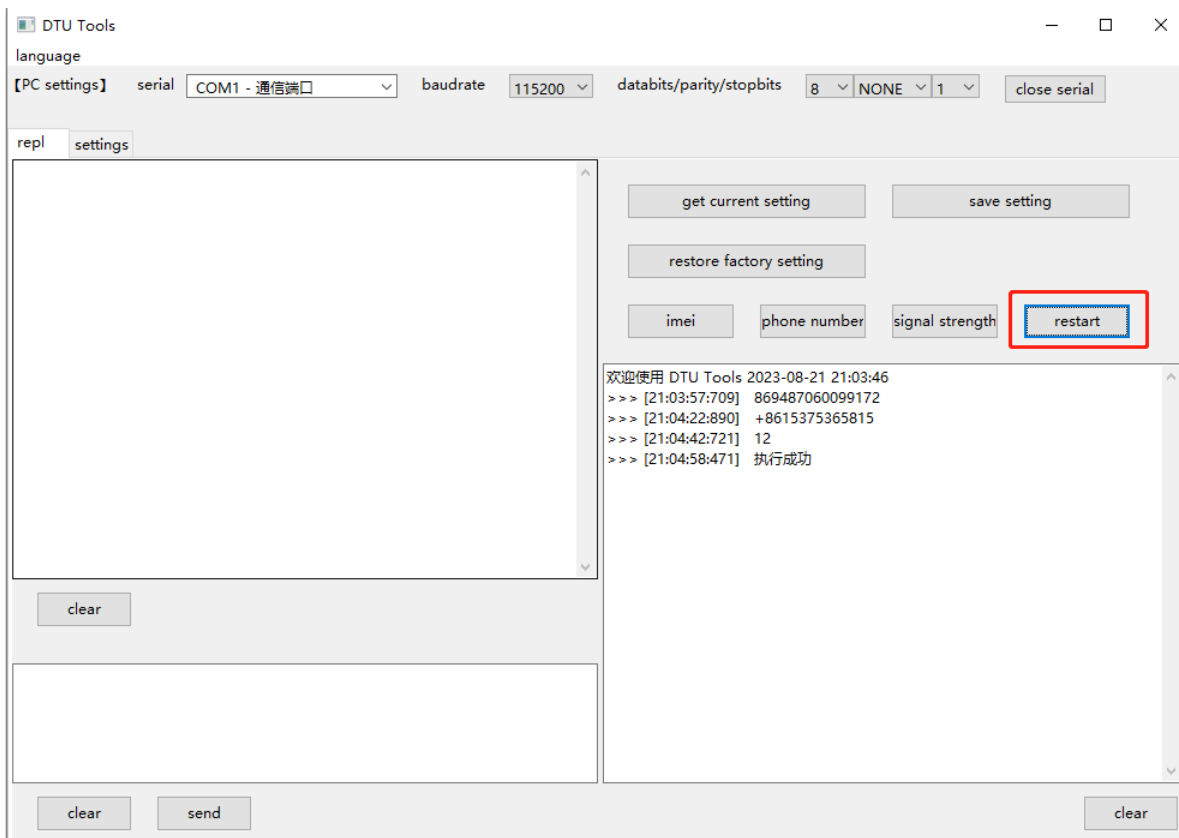 DTU Tools
language
【PC settings】 serial COM1 - 通信端口 baudrate 115200 databits/parity/stopbits 8 NONE 1 close serial
repl settings
get current setting save setting
restore factory setting
imei phone number signal strength restart
欢迎使用 DTU Tools 2023-08-21 21:03:46
>>> [21:03:57:709] 869487060099172
>>> [21:04:22:890] +8615375365815
>>> [21:04:42:721] 12
>>> [21:04:58:471] 执行成功
clear
clear send clear